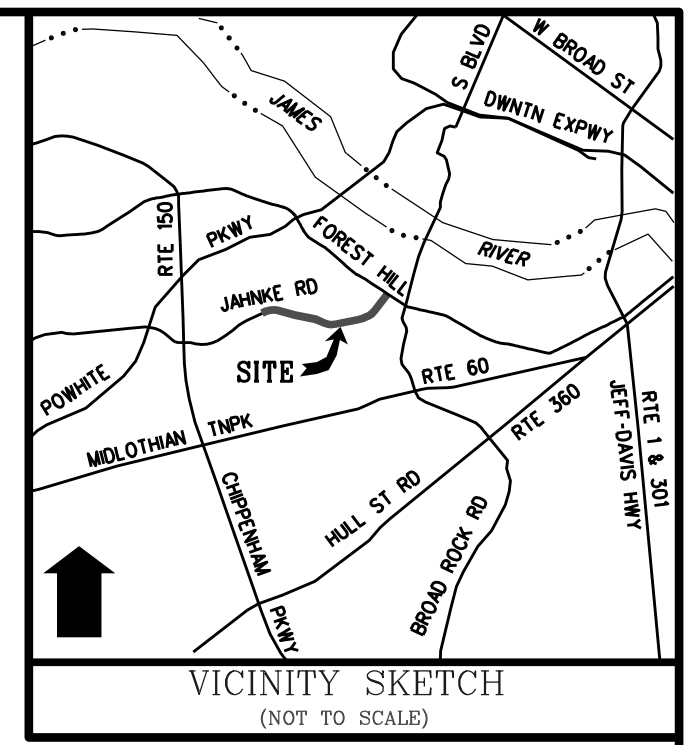 W BROAD ST
S BLVD
DWNTN EXPWY
JAMES
RIVER
RTE 150
PKWY
FOREST HILL
JAHNKE RD
SITE
POWHITE
RTE 60
RTE 360
MIDLOTHIAN TNPK
JEFF-DAVIS HWY
RTE 1 & 301
CHIPPENHAM
PKWY
HULL ST RD
BROAD ROCK RD
VICINITY SKETCH
(NOT TO SCALE)